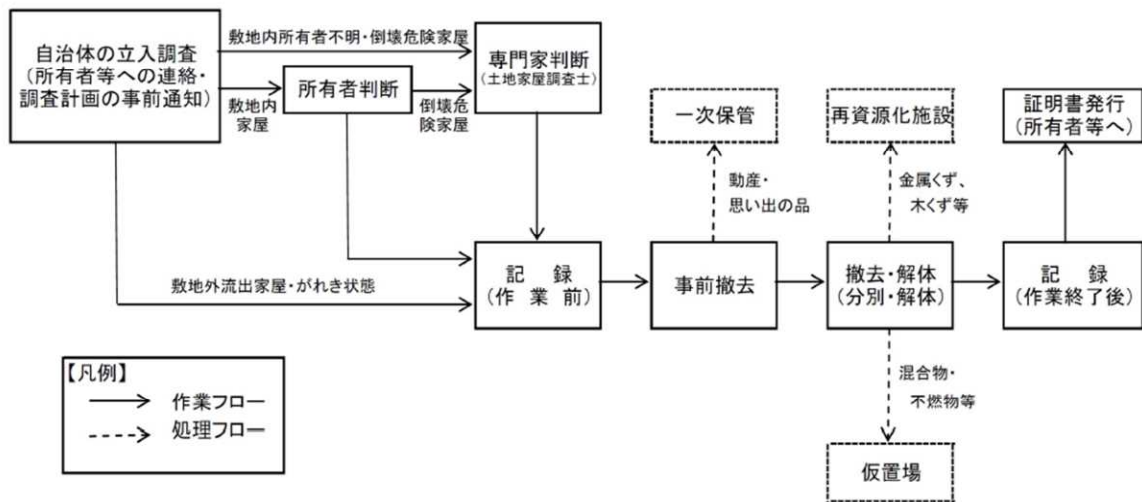 自治体の立入調査
(所有者等への連絡・
調査計画の事前通知)
敷地内所有者不明・倒壊危険家屋
敷地内
家屋
所有者判断
倒壊危
険家屋
専門家判断
(土地家屋調査士)
一次保管
再資源化施設
証明書発行
(所有者等へ)
動産・
思い出の品
金属くず、
木くず等
敷地外流出家屋・がれき状態
記 録
(作 業 前)
事前撤去
撤去・解体
(分別・解体)
記 録
(作業終了後)
混合物・
不燃物等
仮置場
【凡例】
作業フロー
処理フロー